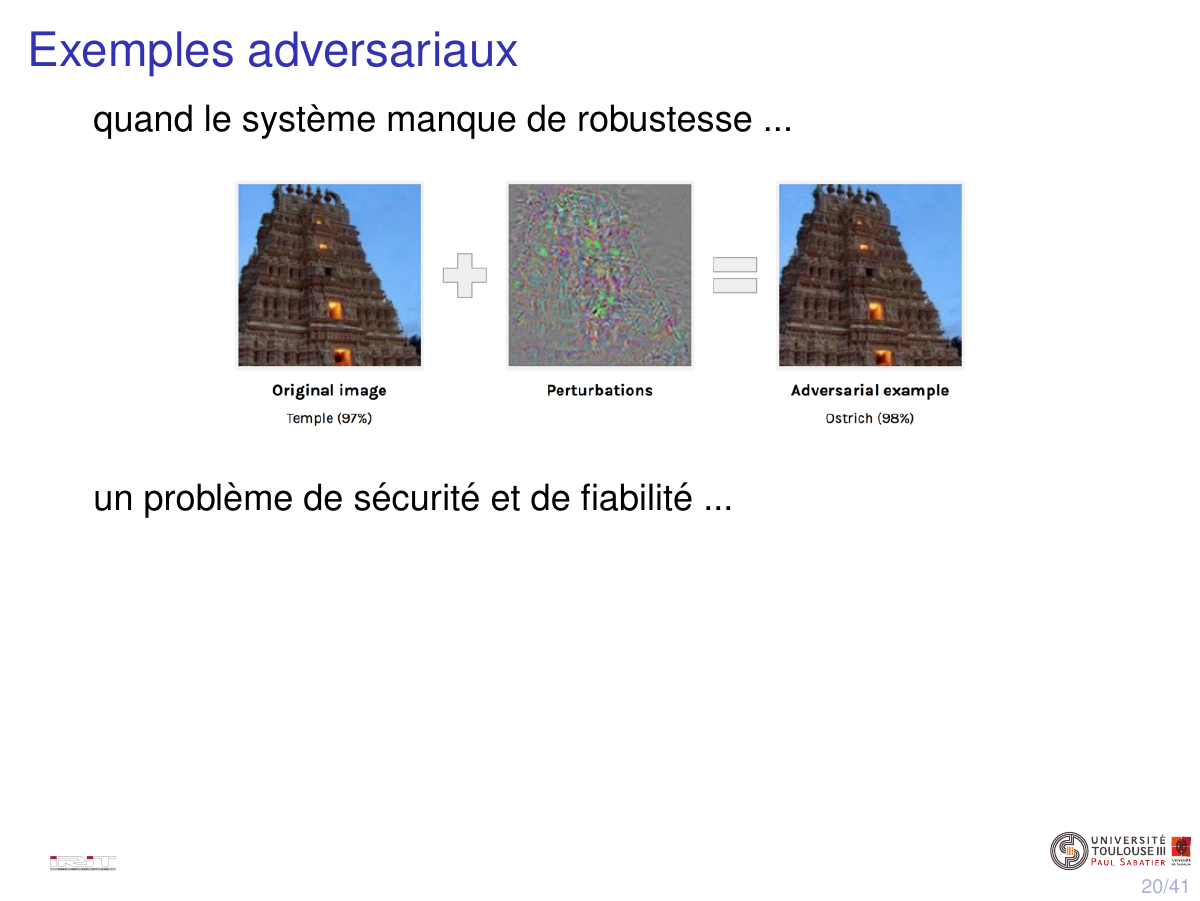 Exemples adversariaux
quand le système manque de robustesse ...
Original image
Perturbations
Adversarial example
Temple (97%)
Ostrich (98%)
un problème de sécurité et de fiabilité ...
IRIT
UNIVERSITÉ
TOULOUSE III
PAUL SABATIER
20/41